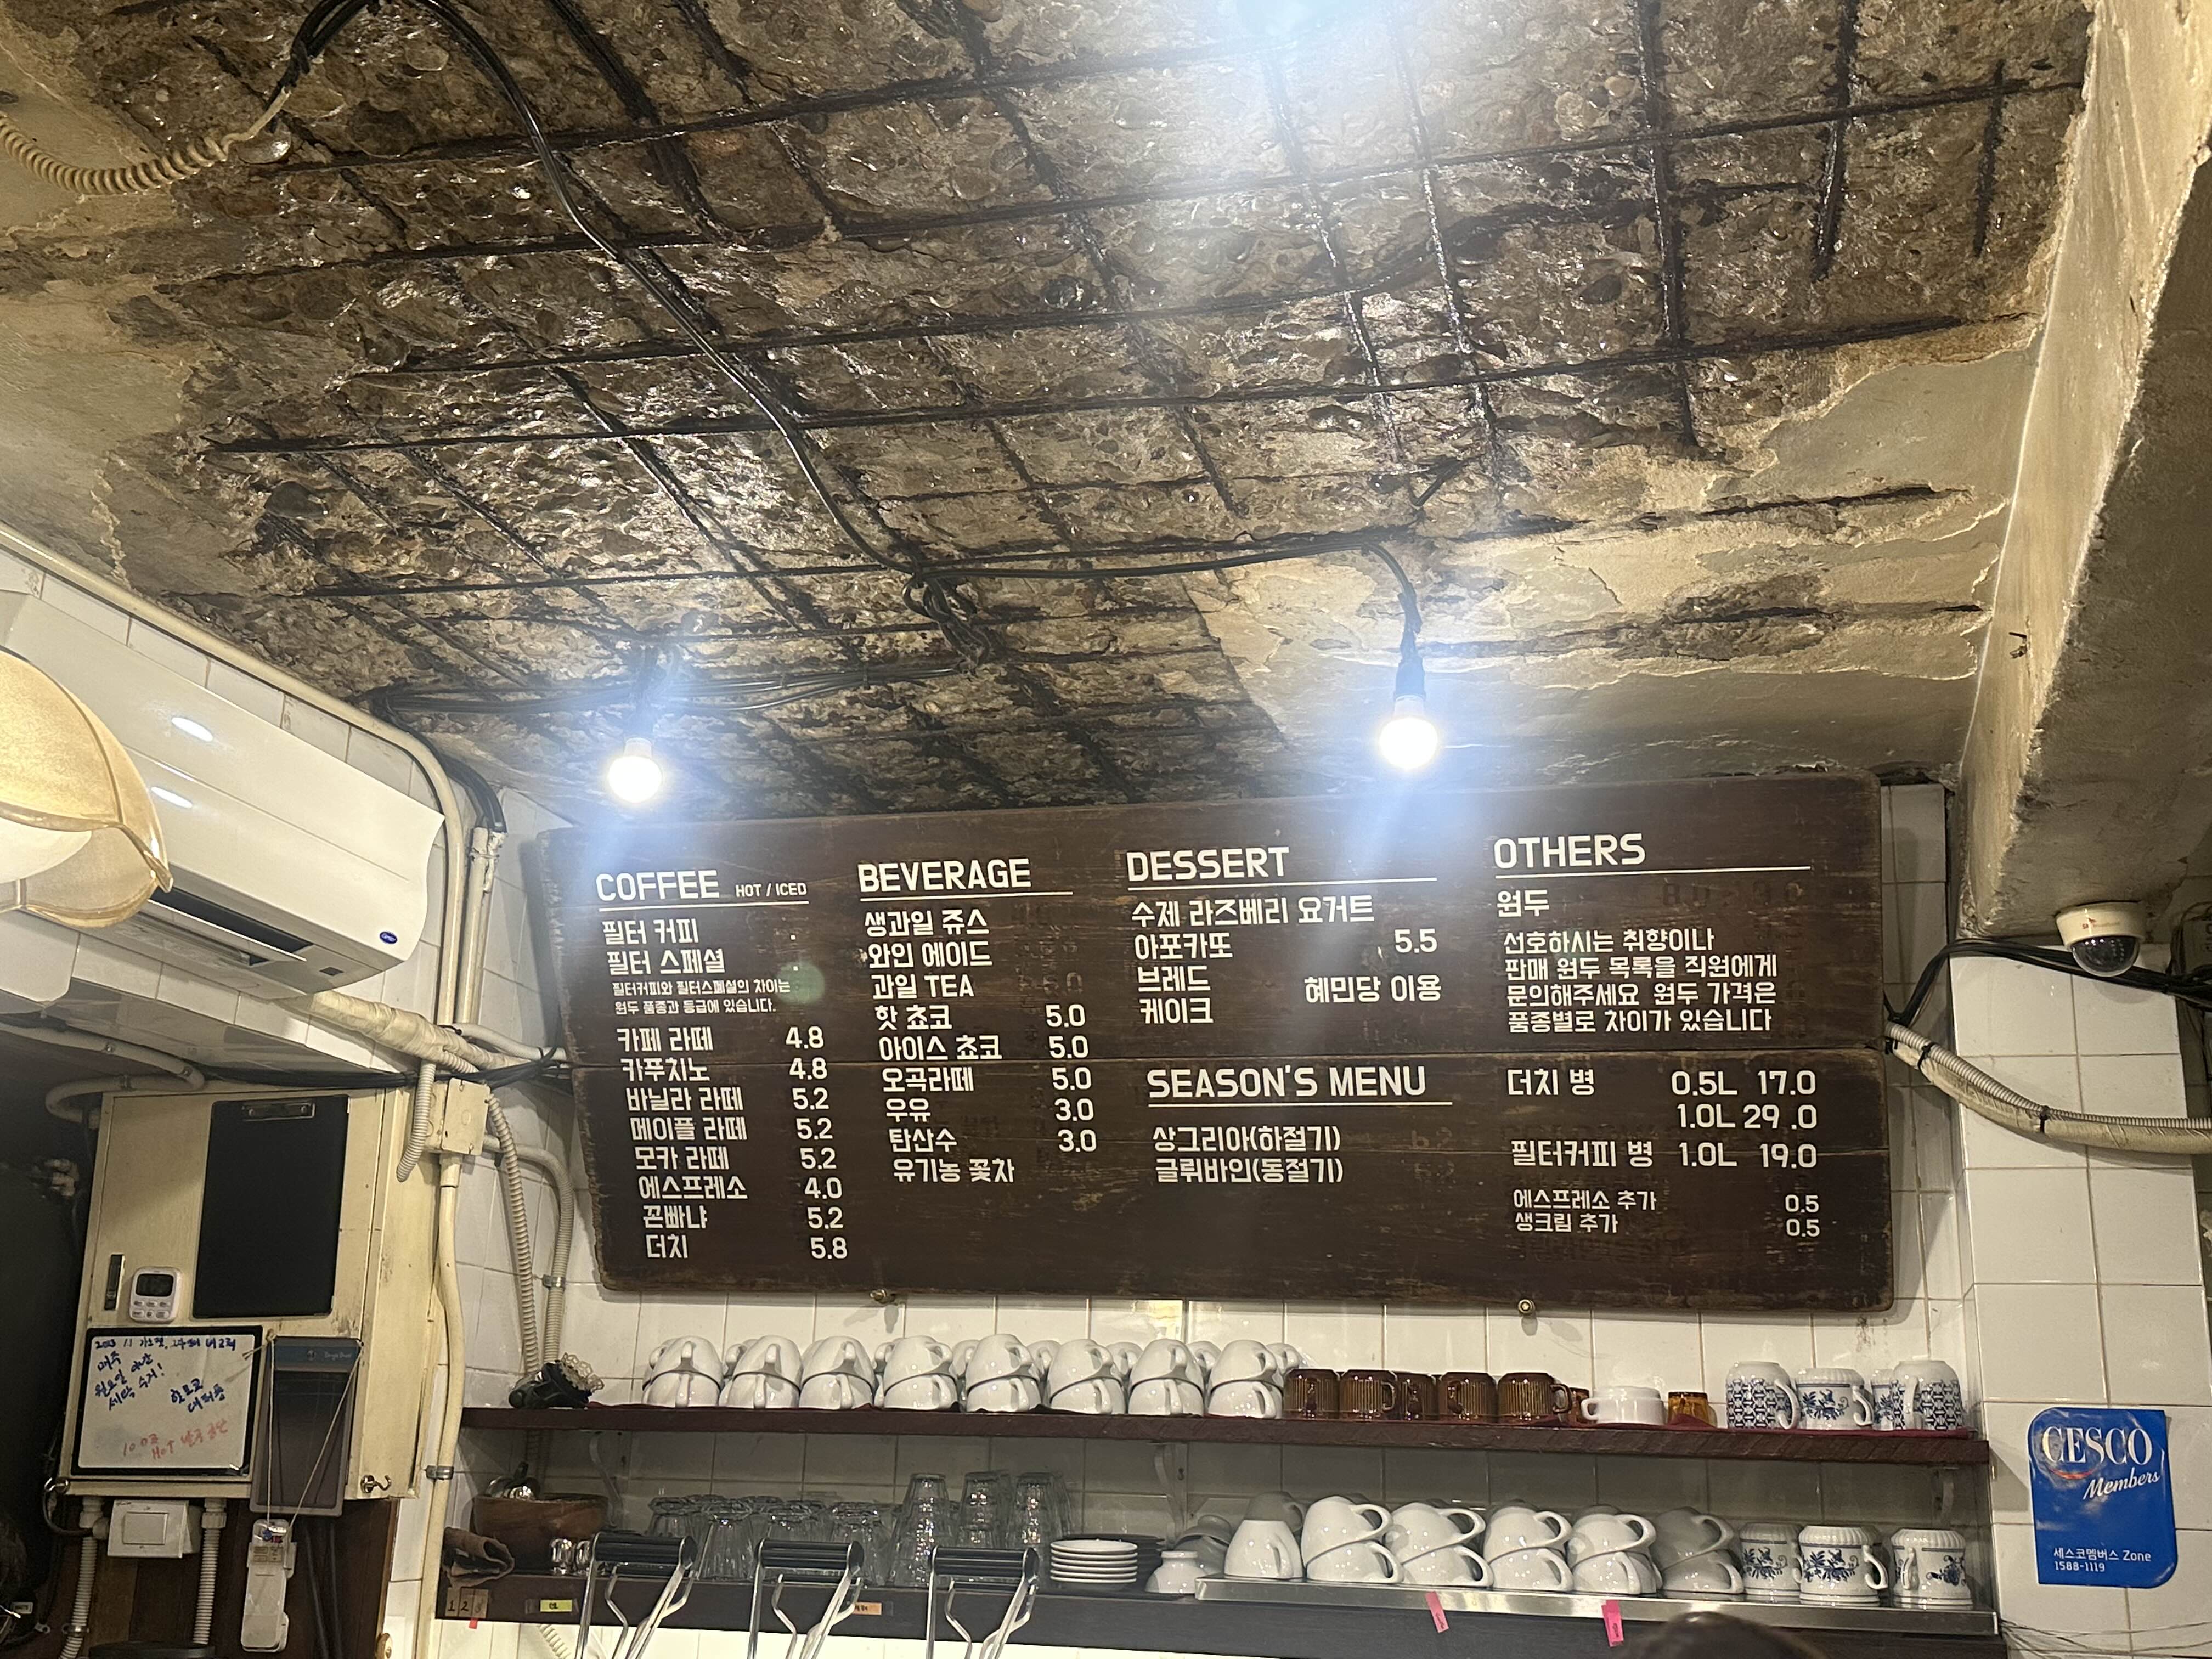 COFFEE HOT / ICED
필터 커피
필터 스페셜
필터커피와 필터스페셜의 차이는
원두 품종과 등급에 있습니다.
카페 라떼 4.8
카푸치노 4.8
바닐라 라떼 5.2
메이플 라떼 5.2
모카 라떼 5.2
에스프레소 4.0
꼰빠냐 5.2
더치 5.8
BEVERAGE
생과일 쥬스
와인 에이드
과일 TEA
핫 쵸코 5.0
아이스 쵸코 5.0
오곡라떼 5.0
우유 3.0
탄산수 3.0
유기농 꽃차
DESSERT
수제 라즈베리 요거트
아포카또 5.5
브레드
혜민당 이용
케이크
SEASON'S MENU
상그리아(하절기)
글뤼바인(동절기)
OTHERS
원두
선호하시는 취향이나
판매 원두 목록을 직원에게
문의해주세요 원두 가격은
품종별로 차이가 있습니다
더치 병 0.5L 17.0
1.0L 29 .0
필터커피 병 1.0L 19.0
에스프레소 추가 0.5
생크림 추가 0.5
매주
월요일
CESCO
Members
세스코멤버스 Zone
1588-1119
1 2